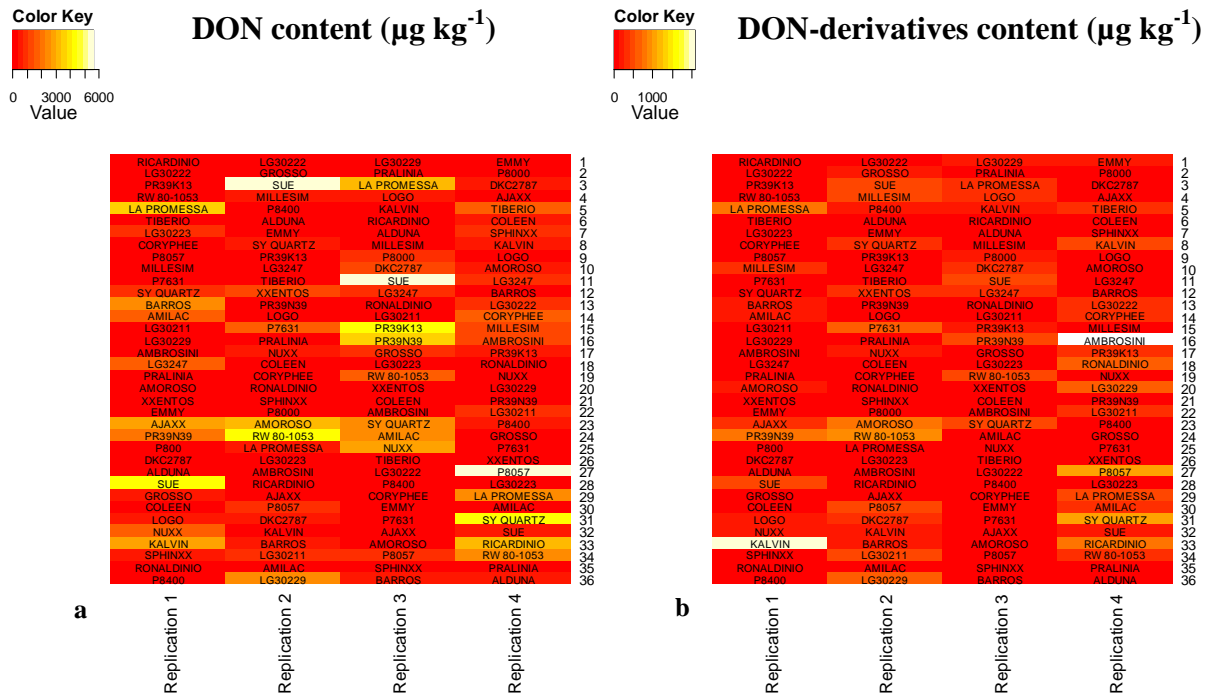 Color Key
DON content (µg kg-1)
0 3000 6000
Value
RICARDINIO LG30222 LG30229 EMMY 1
LG30222 GROSSO PRALINIA P8000 2
PR39K13 SUE LA PROMESSA DKC2787 3
RW 80-1053 MILLESIM LOGO AJAXX 4
LA PROMESSA P8400 KALVIN TIBERIO 5
TIBERIO ALDUNA RICARDINIO COLEEN 6
LG30223 EMMY ALDUNA SPHINXX 7
CORYPHEE SY QUARTZ MILLESIM KALVIN 8
P8057 PR39K13 P8000 LOGO 9
MILLESIM LG3247 DKC2787 AMOROSO 10
P7631 TIBERIO SUE LG3247 11
SY QUARTZ XXENTOS LG3247 BARROS 12
BARROS PR39N39 RONALDINIO LG30222 13
AMILAC LOGO LG30211 CORYPHEE 14
LG30211 P7631 PR39K13 MILLESIM 15
LG30229 PRALINIA PR39N39 AMBROSINI 16
AMBROSINI NUXX GROSSO PR39K13 17
LG3247 COLEEN LG30223 RONALDINIO 18
PRALINIA CORYPHEE RW 80-1053 NUXX 19
AMOROSO RONALDINIO XXENTOS LG30229 20
XXENTOS SPHINXX COLEEN PR39N39 21
EMMY P8000 AMBROSINI LG30211 22
AJAXX AMOROSO SY QUARTZ P8400 23
PR39N39 RW 80-1053 AMILAC GROSSO 24
P800 LA PROMESSA NUXX P7631 25
DKC2787 LG30223 TIBERIO XXENTOS 26
ALDUNA AMBROSINI LG30222 P8057 27
SUE RICARDINIO P8400 LG30223 28
GROSSO AJAXX CORYPHEE LA PROMESSA 29
COLEEN P8057 EMMY AMILAC 30
LOGO DKC2787 P7631 SY QUARTZ 31
NUXX KALVIN AJAXX SUE 32
KALVIN BARROS AMOROSO RICARDINIO 33
SPHINXX LG30211 P8057 RW 80-1053 34
RONALDINIO AMILAC SPHINXX PRALINIA 35
P8400 LG30229 BARROS ALDUNA 36
a
Replication 1
Replication 2
Replication 3
Replication 4
Color Key
DON-derivatives content (µg kg-1)
0 1000
Value
RICARDINIO LG30222 LG30229 EMMY 1
LG30222 GROSSO PRALINIA P8000 2
PR39K13 SUE LA PROMESSA DKC2787 3
RW 80-1053 MILLESIM LOGO AJAXX 4
LA PROMESSA P8400 KALVIN TIBERIO 5
TIBERIO ALDUNA RICARDINIO COLEEN 6
LG30223 EMMY ALDUNA SPHINXX 7
CORYPHEE SY QUARTZ MILLESIM KALVIN 8
P8057 PR39K13 P8000 LOGO 9
MILLESIM LG3247 DKC2787 AMOROSO 10
P7631 TIBERIO SUE LG3247 11
SY QUARTZ XXENTOS LG3247 BARROS 12
BARROS PR39N39 RONALDINIO LG30222 13
AMILAC LOGO LG30211 CORYPHEE 14
LG30211 P7631 PR39K13 MILLESIM 15
LG30229 PRALINIA PR39N39 AMBROSINI 16
AMBROSINI NUXX GROSSO PR39K13 17
LG3247 COLEEN LG30223 RONALDINIO 18
PRALINIA CORYPHEE RW 80-1053 NUXX 19
AMOROSO RONALDINIO XXENTOS LG30229 20
XXENTOS SPHINXX COLEEN PR39N39 21
EMMY P8000 AMBROSINI LG30211 22
AJAXX AMOROSO SY QUARTZ P8400 23
PR39N39 RW 80-1053 AMILAC GROSSO 24
P800 LA PROMESSA NUXX P7631 25
DKC2787 LG30223 TIBERIO XXENTOS 26
ALDUNA AMBROSINI LG30222 P8057 27
SUE RICARDINIO P8400 LG30223 28
GROSSO AJAXX CORYPHEE LA PROMESSA 29
COLEEN P8057 EMMY AMILAC 30
LOGO DKC2787 P7631 SY QUARTZ 31
NUXX KALVIN AJAXX SUE 32
KALVIN BARROS AMOROSO RICARDINIO 33
SPHINXX LG30211 P8057 RW 80-1053 34
RONALDINIO AMILAC SPHINXX PRALINIA 35
P8400 LG30229 BARROS ALDUNA 36
b
Replication 1
Replication 2
Replication 3
Replication 4